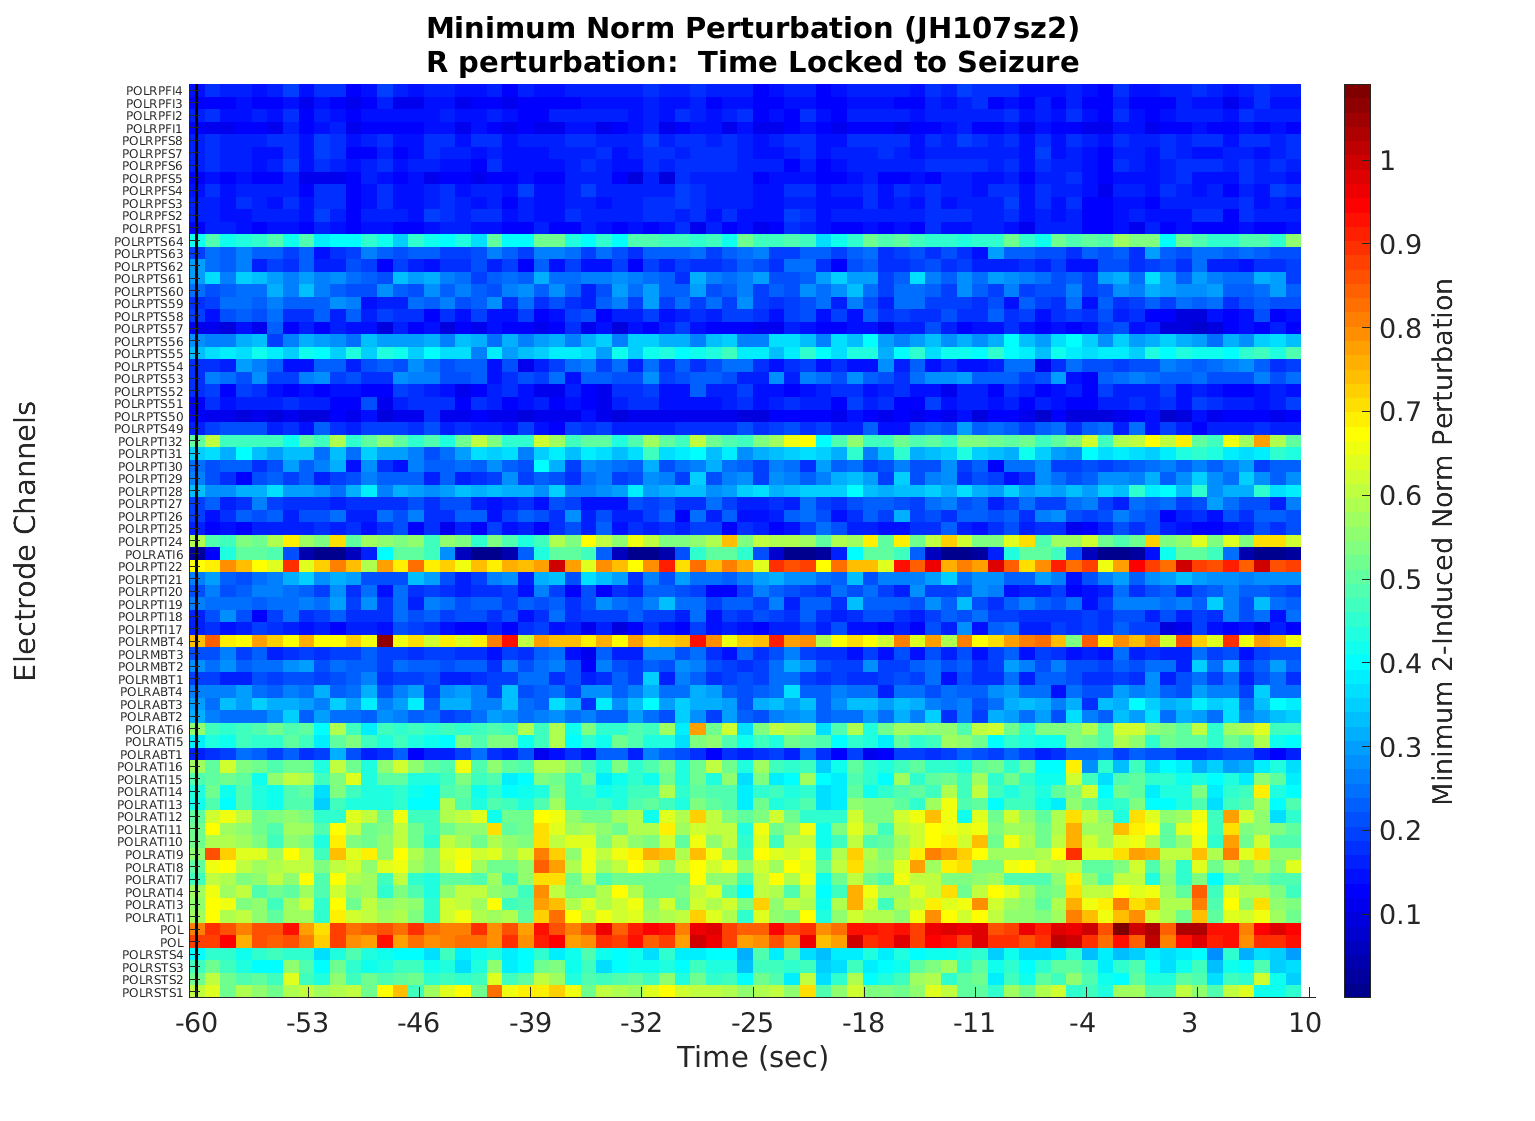 Minimum Norm Perturbation (JH107sz2)
R perturbation:  Time Locked to Seizure
Electrode Channels
POLRPFI4
POLRPFI3
POLRPFI2
POLRPFI1
POLRPFS8
POLRPFS7
POLRPFS6
POLRPFS5
POLRPFS4
POLRPFS3
POLRPFS2
POLRPFS1
POLRPTS64
POLRPTS63
POLRPTS62
POLRPTS61
POLRPTS60
POLRPTS59
POLRPTS58
POLRPTS57
POLRPTS56
POLRPTS55
POLRPTS54
POLRPTS53
POLRPTS52
POLRPTS51
POLRPTS50
POLRPTS49
POLRPTI32
POLRPTI31
POLRPTI30
POLRPTI29
POLRPTI28
POLRPTI27
POLRPTI26
POLRPTI25
POLRPTI24
POLRATI6
POLRPTI22
POLRPTI21
POLRPTI20
POLRPTI19
POLRPTI18
POLRPTI17
POLRMBT4
POLRMBT3
POLRMBT2
POLRMBT1
POLRABT4
POLRABT3
POLRABT2
POLRATI6
POLRATI5
POLRABT1
POLRATI16
POLRATI15
POLRATI14
POLRATI13
POLRATI12
POLRATI11
POLRATI10
POLRATI9
POLRATI8
POLRATI7
POLRATI4
POLRATI3
POLRATI1
POL
POL
POLRSTS4
POLRSTS3
POLRSTS2
POLRSTS1
-60 -53 -46 -39 -32 -25 -18 -11 -4 3 10
Time (sec)
1
0.9
0.8
0.7
0.6
0.5
0.4
0.3
0.2
0.1
Minimum 2-Induced Norm Perturbation